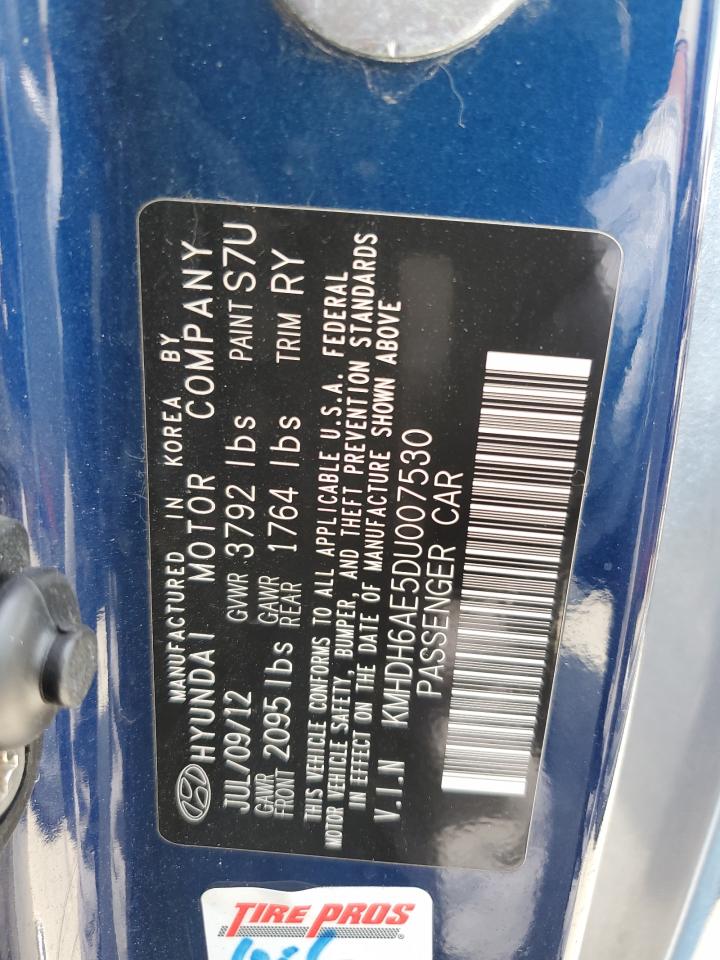 MANUFACTURED IN KOREA BY
HYUNDAI MOTOR COMPANY
JUL/09/12 GVWR 3792 lbs PAINT S7U
GAWR FRONT 2095 lbs GAWR REAR 1764 lbs TRIM RY
THIS VEHICLE CONFORMS TO ALL APPLICABLE U.S.A. FEDERAL
MOTOR VEHICLE SAFETY, BUMPER, AND THEFT PREVENTION STANDARDS
IN EFFECT ON THE DATE OF MANUFACTURE SHOWN ABOVE
V.I.N KMHDH6AE5DU007530
PASSENGER CAR
TIRE PROS